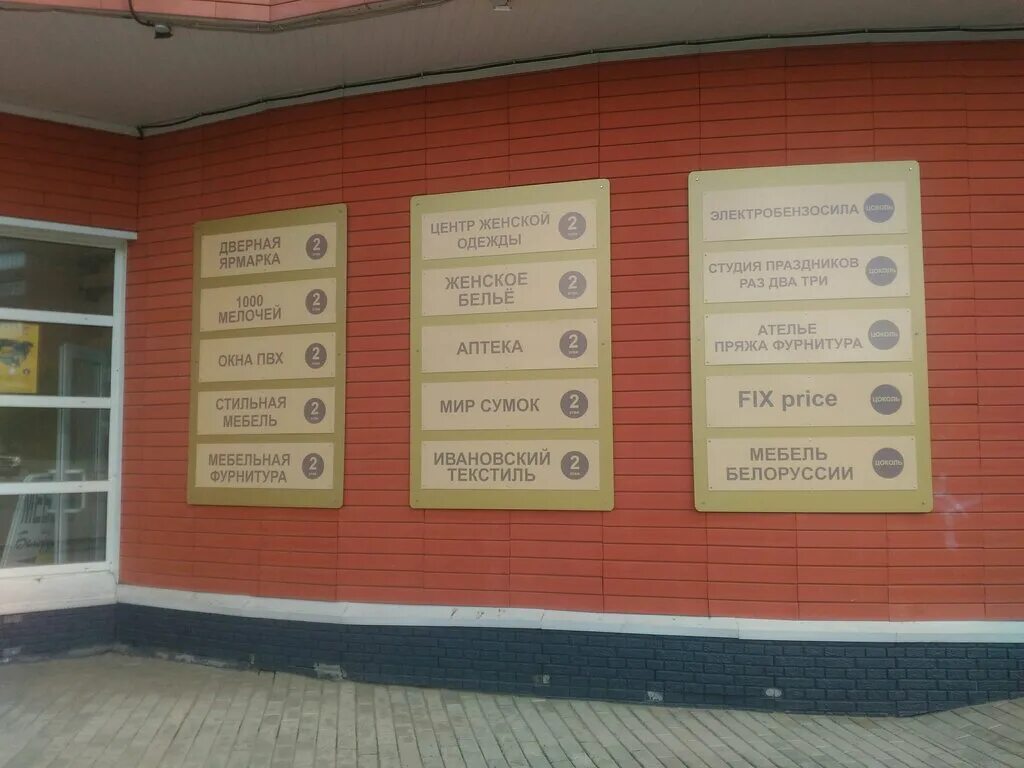 ДВЕРНАЯ
ЯРМАРКА
2
1000
МЕЛОЧЕЙ
2
ОКНА ПВХ
2
СТИЛЬНАЯ
МЕБЕЛЬ
2
МЕБЕЛЬНАЯ
ФУРНИТУРА
2
ЦЕНТР ЖЕНСКОЙ
ОДЕЖДЫ
2
ЖЕНСКОЕ
БЕЛЬЁ
2
АПТЕКА
2
МИР СУМОК
2
ИВАНОВСКИЙ
ТЕКСТИЛЬ
2
ЭЛЕКТРОБЕНЗОСИЛА
ЦОКОЛЬ
СТУДИЯ ПРАЗДНИКОВ
РАЗ ДВА ТРИ
ЦОКОЛЬ
АТЕЛЬЕ
ПРЯЖА ФУРНИТУРА
ЦОКОЛЬ
FIX price
ЦОКОЛЬ
МЕБЕЛЬ
БЕЛОРУССИИ
ЦОКОЛЬ